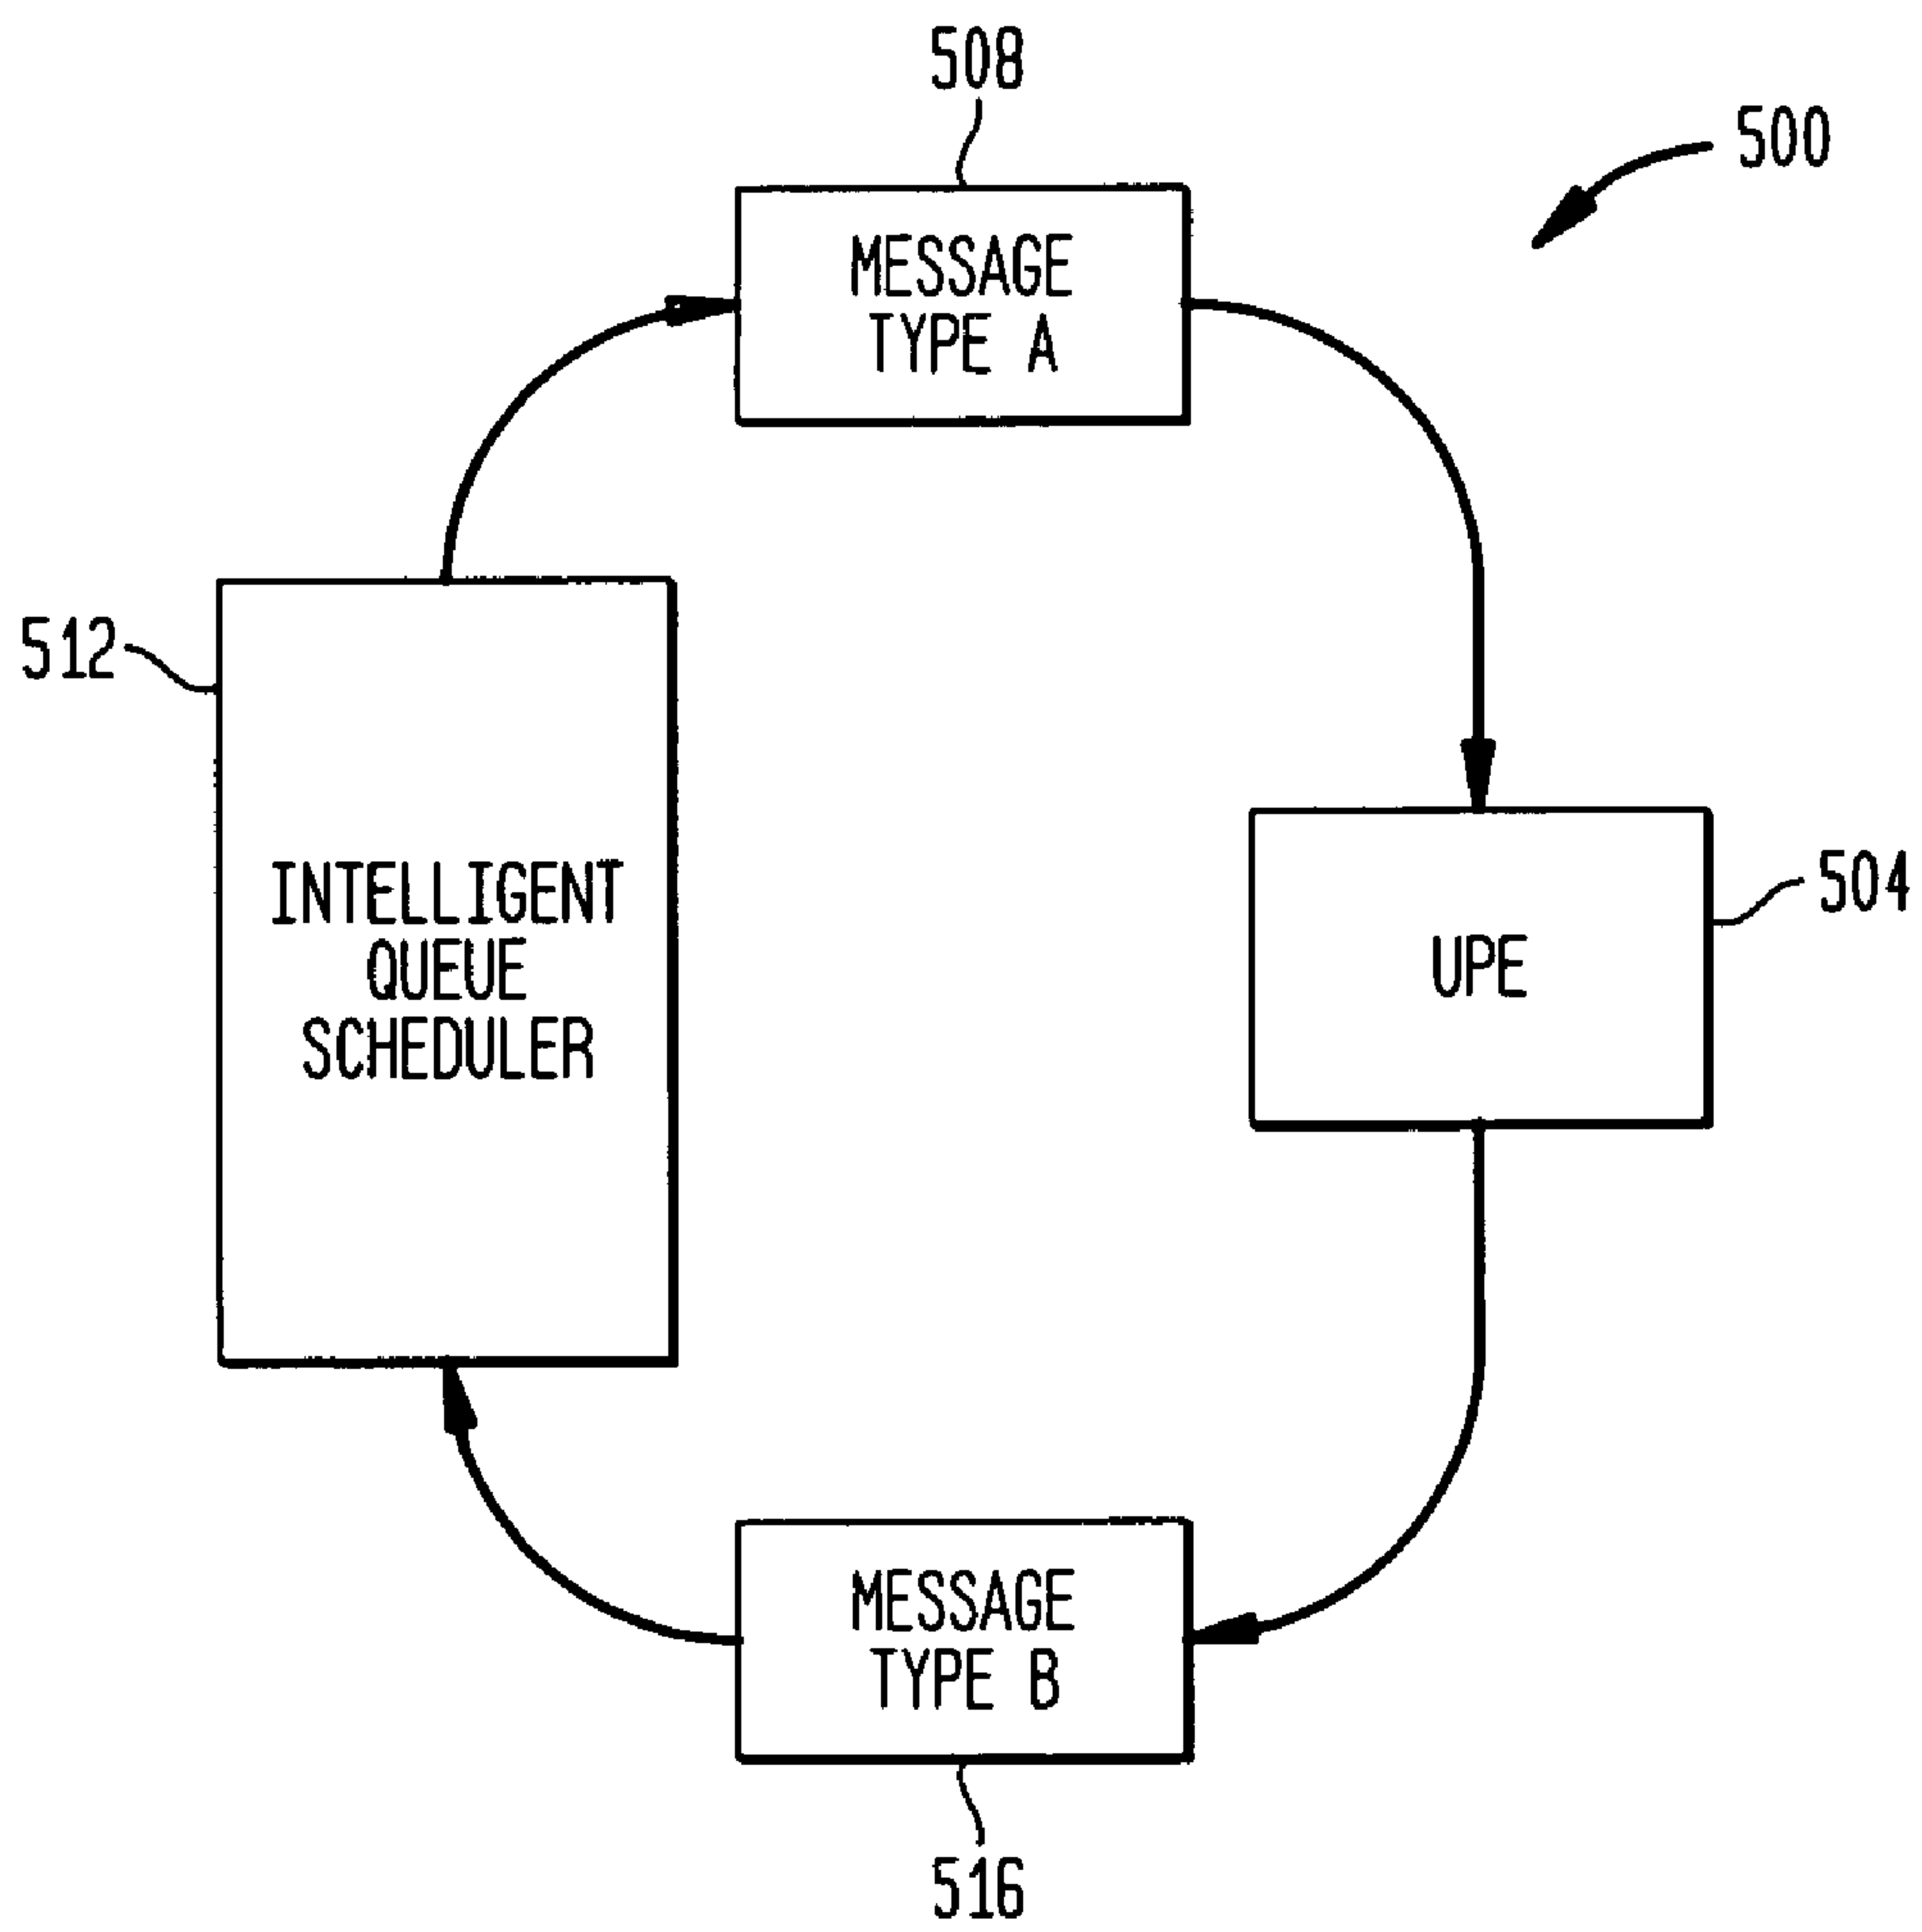 508
500
MESSAGE
TYPE A
512
INTELLIGENT
QUEUE
SCHEDULER
504
UPE
MESSAGE
TYPE B
516